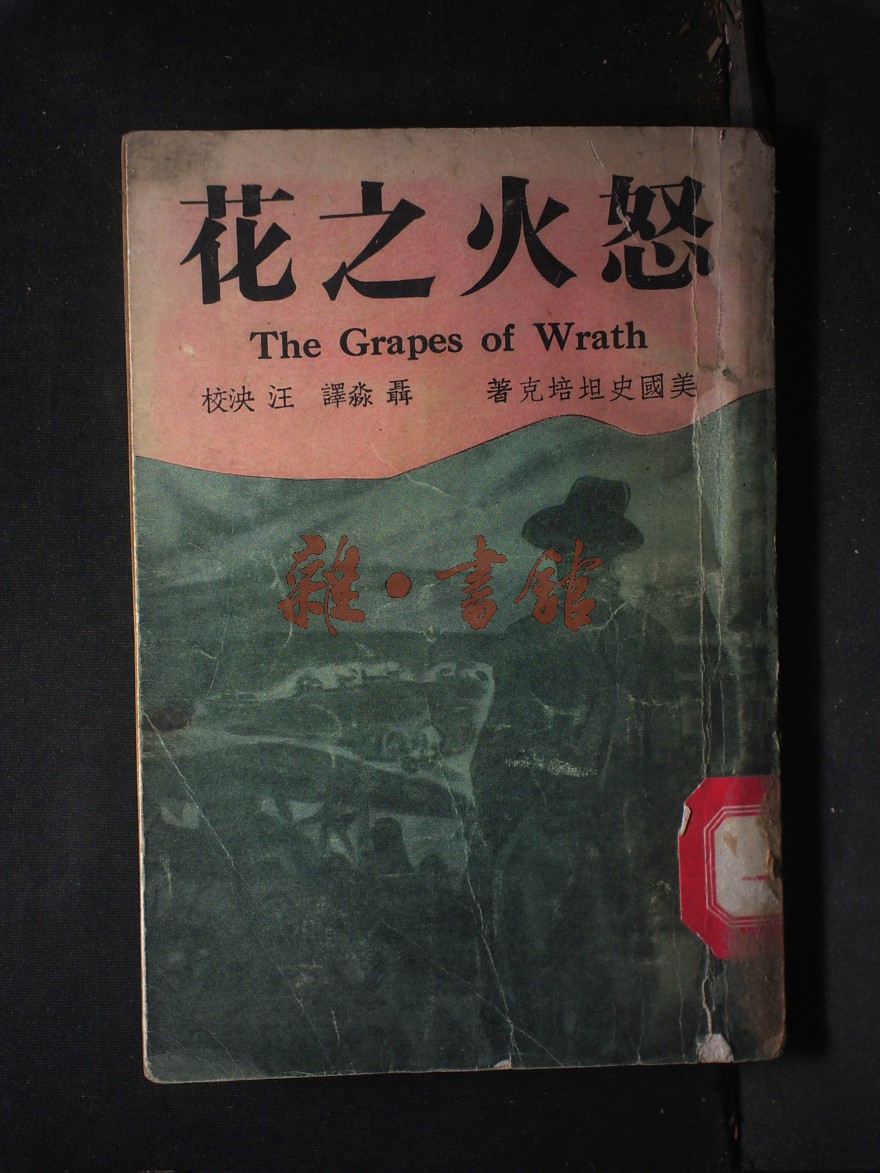 怒火之花
The Grapes of Wrath
美國史坦培克著 聶淼譯 汪泱校
雜·書館